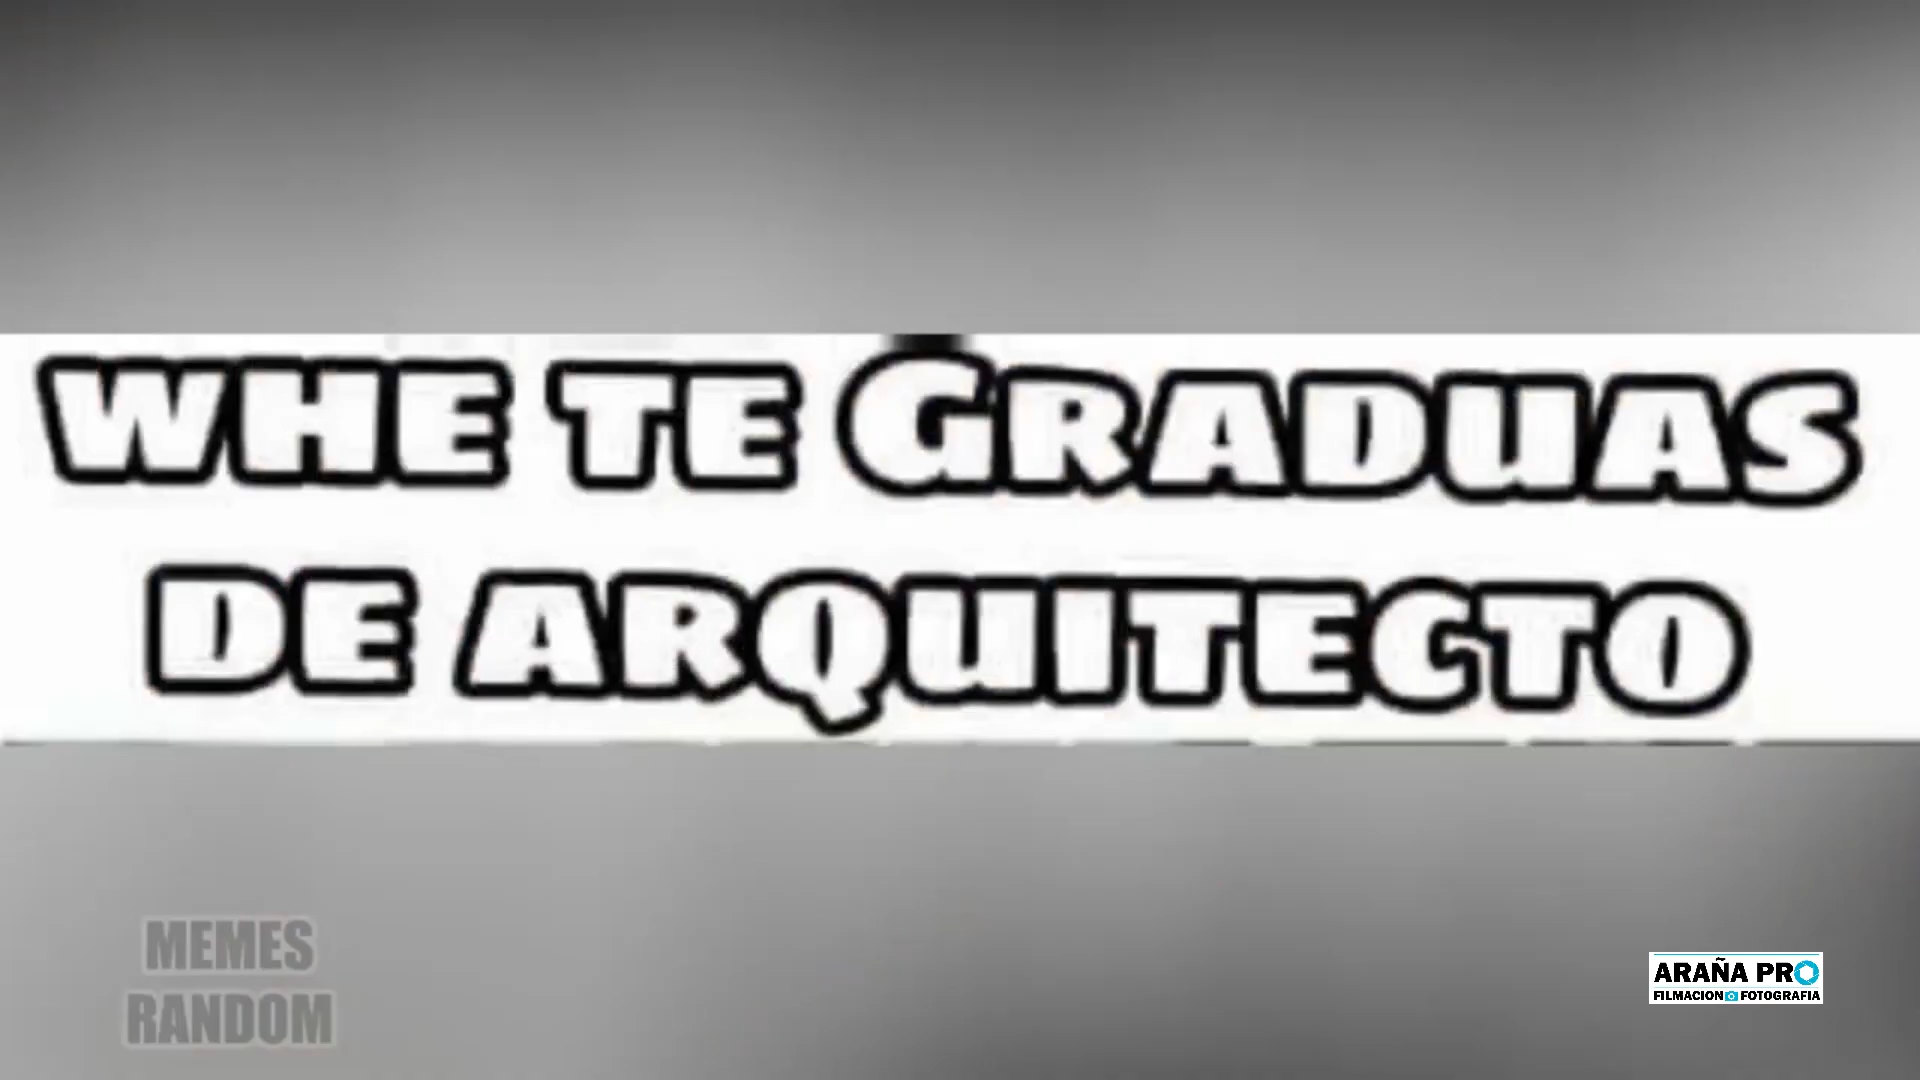 WHE TE GRADUAS
DE ARQUITECTO
MEMES
RANDOM
ARAÑA PRO
FILMACION FOTOGRAFIA